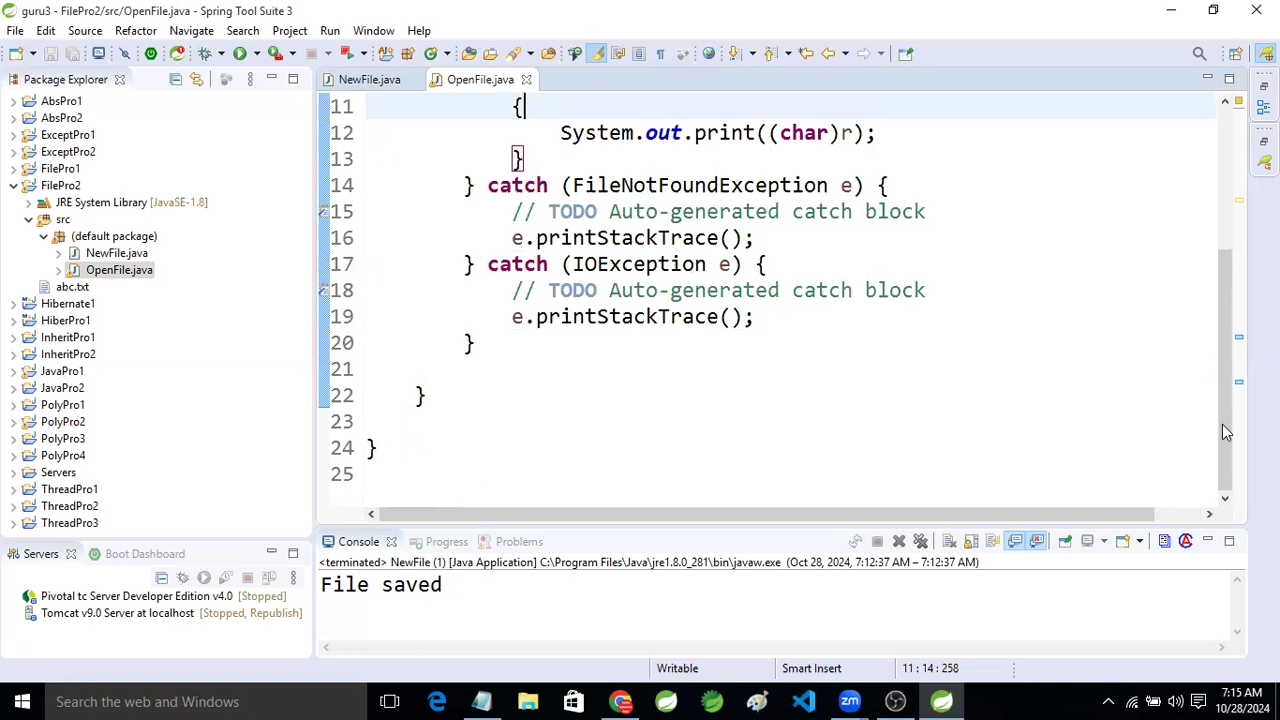 guru3 - FilePro2/src/OpenFile.java - Spring Tool Suite 3
File Edit Source Refactor Navigate Search Project Run Window Help
Package Explorer
AbsPro1
AbsPro2
ExceptPro1
ExceptPro2
FilePro1
FilePro2
JRE System Library [JavaSE-1.8]
src
(default package)
NewFile.java
OpenFile.java
abc.txt
Hibernate1
HiberPro1
InheritPro1
InheritPro2
JavaPro1
JavaPro2
PolyPro1
PolyPro2
PolyPro3
PolyPro4
Servers
ThreadPro1
ThreadPro2
ThreadPro3
NewFile.java OpenFile.java
11 {
12 System.out.print((char)r);
13 }
14 } catch (FileNotFoundException e) {
15 // TODO Auto-generated catch block
16 e.printStackTrace();
17 } catch (IOException e) {
18 // TODO Auto-generated catch block
19 e.printStackTrace();
20 }
21
22 }
23
24 }
25
Servers Boot Dashboard
Pivotal tc Server Developer Edition v4.0 [Stopped]
Tomcat v9.0 Server at localhost [Stopped, Republish]
Console Progress Problems
<terminated> NewFile (1) [Java Application] C:\Program Files\Java\jre1.8.0_281\bin\javaw.exe (Oct 28, 2024, 7:12:37 AM – 7:12:37 AM)
File saved
Writable Smart Insert 11 : 14 : 258
Search the web and Windows
zm
7:15 AM
10/28/2024